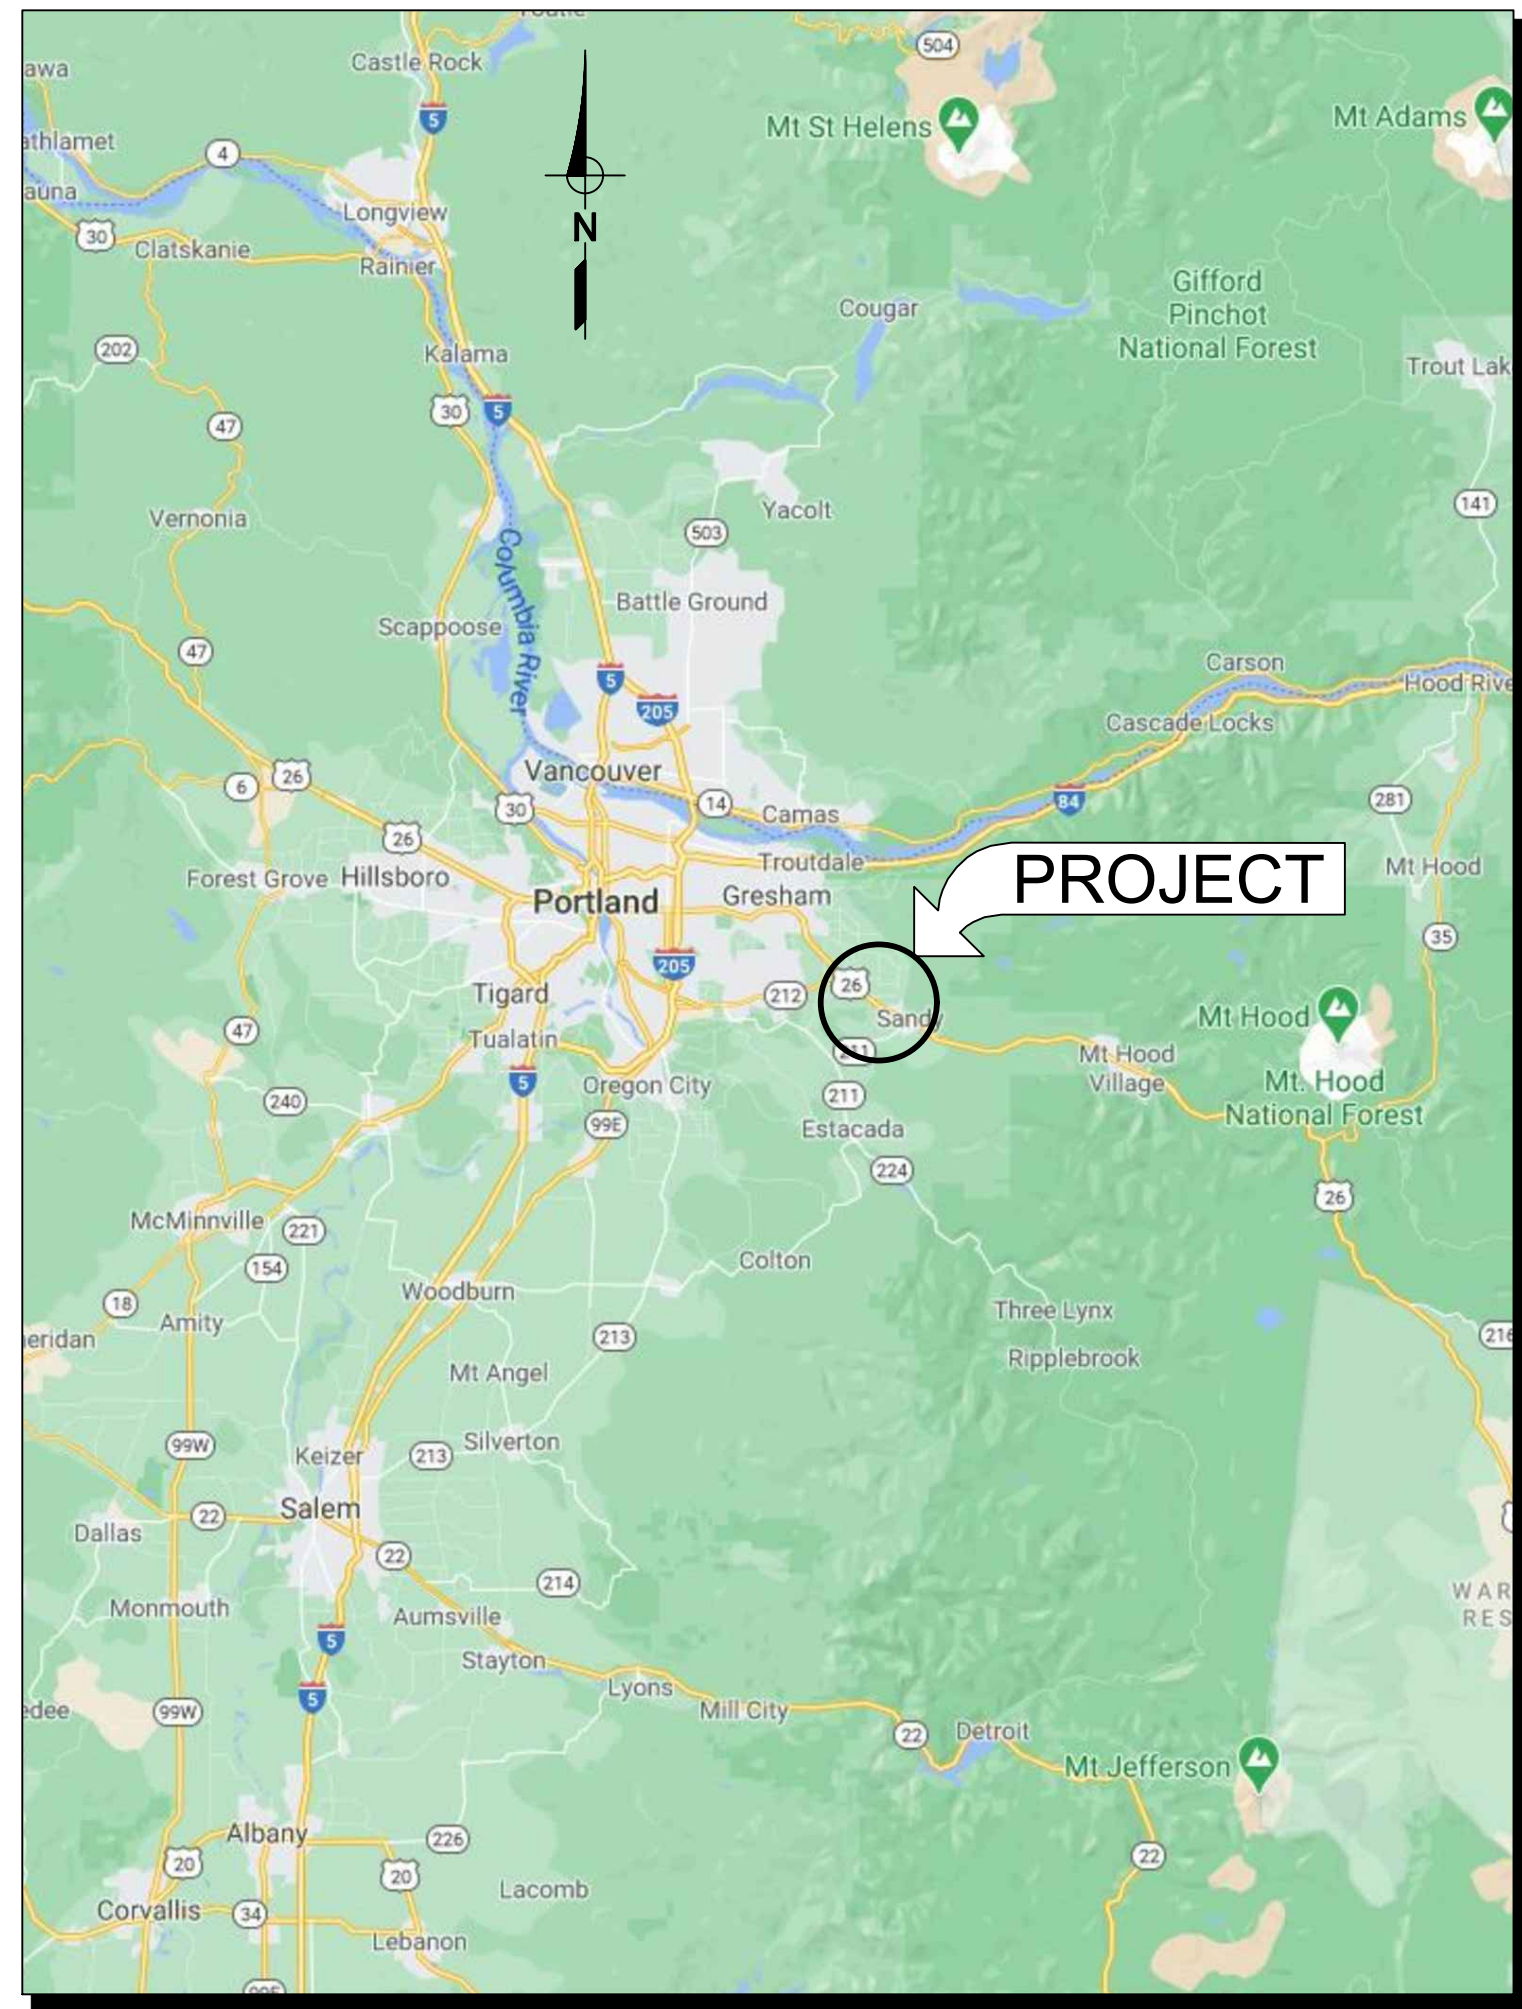 Castle Rock
504
awa
5
Mt St Helens
Mt Adams
athlamet
4
auna
Longview
N
30
Clatskanie
Rainier
Gifford
Pinchot
National Forest
Cougar
202
Kalama
Trout Lak
30
5
47
141
Vernonia
Yacolt
503
Columbia River
Battle Ground
Scappoose
47
Carson
5
Hood Rive
205
Cascade Locks
Vancouver
26
6
30
14
Camas
84
281
26
Troutdale
PROJECT
Mt Hood
Forest Grove
Hillsboro
Portland
Gresham
35
205
26
Tigard
212
Sandy
Mt Hood
47
Tualatin
211
Mt Hood
Village
5
Oregon City
Mt. Hood
National Forest
240
211
99E
Estacada
224
26
McMinnville
221
154
Colton
Woodburn
18
Three Lynx
Amity
213
216
eridan
Ripplebrook
Mt Angel
99W
Keizer
213
Silverton
Salem
22
Dallas
22
214
WAR
RES
Monmouth
Aumsville
5
Stayton
Lyons
5
edee
99W
Mill City
22
Detroit
Mt Jefferson
Albany
226
22
20
20
Lacomb
Corvallis
34
Lebanon